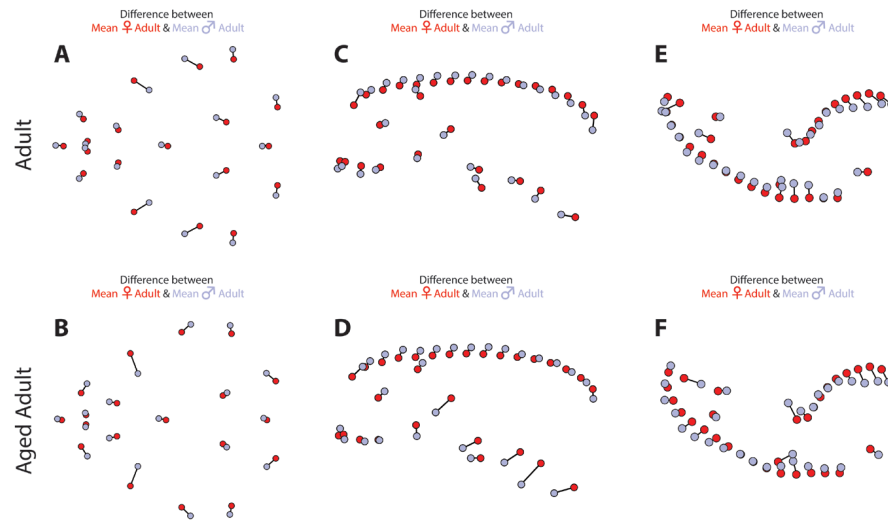 Difference between
Mean ♀ Adult & Mean ♂ Adult
Difference between
Mean ♀ Adult & Mean ♂ Adult
Difference between
Mean ♀ Adult & Mean ♂ Adult
A
C
E
Adult
Difference between
Mean ♀ Adult & Mean ♂ Adult
Difference between
Mean ♀ Adult & Mean ♂ Adult
Difference between
Mean ♀ Adult & Mean ♂ Adult
B
D
F
Aged Adult